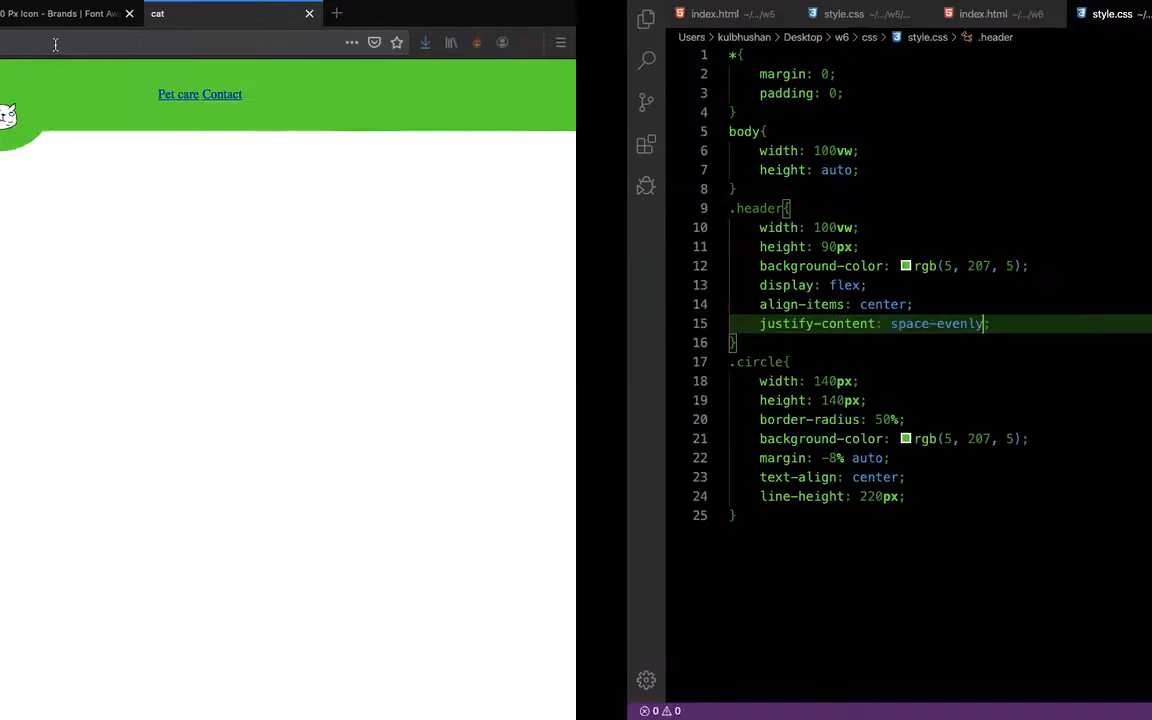 0 Px Icon - Brands | Font Aw
cat
Pet care Contact
index.html ~/.../w5
style.css ~/.../w5/...
index.html ~/.../w6
style.css ~/...
Users > kulbhushan > Desktop > w6 > css > style.css > .header
1 *{
2 margin: 0;
3 padding: 0;
4 }
5 body{
6 width: 100vw;
7 height: auto;
8 }
9 .header{
10 width: 100vw;
11 height: 90px;
12 background-color: rgb(5, 207, 5);
13 display: flex;
14 align-items: center;
15 justify-content: space-evenly;
16 }
17 .circle{
18 width: 140px;
19 height: 140px;
20 border-radius: 50%;
21 background-color: rgb(5, 207, 5);
22 margin: -8% auto;
23 text-align: center;
24 line-height: 220px;
25 }
0 0